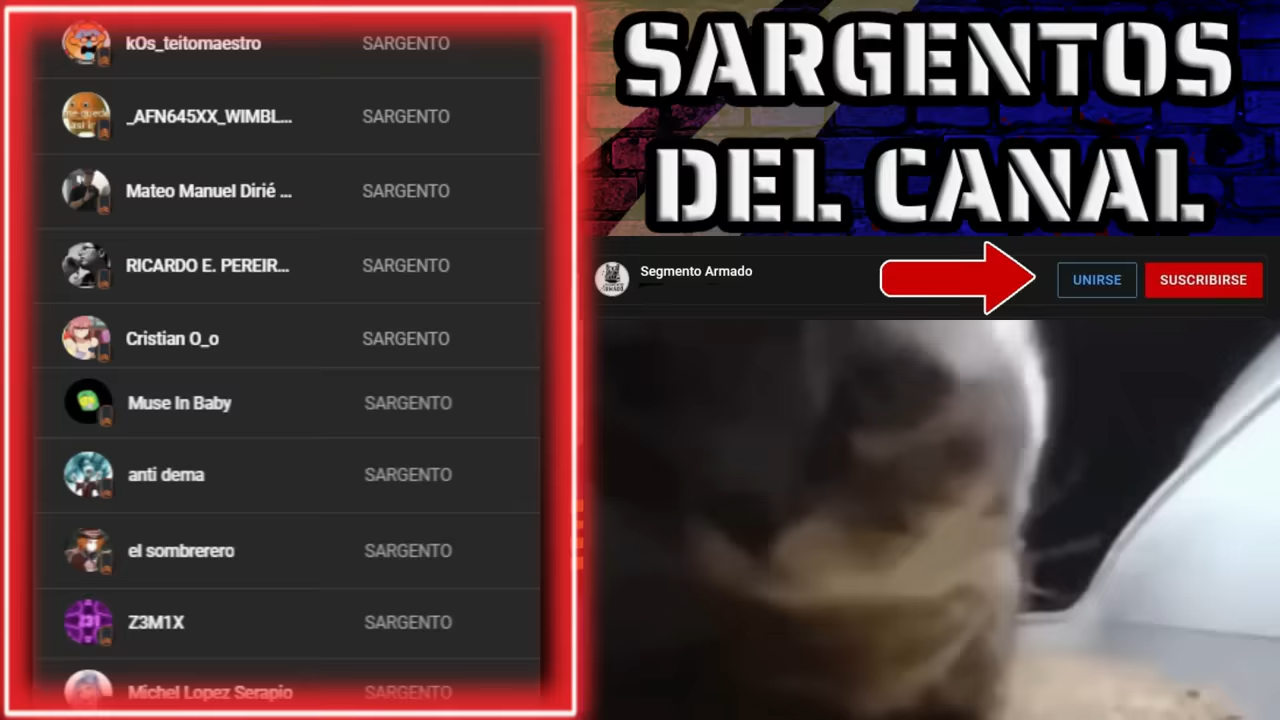 kOs_teitomaestro SARGENTO
_AFN645XX_WIMBL... SARGENTO
Mateo Manuel Dirié ... SARGENTO
RICARDO E. PEREIR... SARGENTO
Cristian O_o SARGENTO
Muse In Baby SARGENTO
anti dema SARGENTO
el sombrerero SARGENTO
Z3M1X SARGENTO
Michel Lopez Serapio SARGENTO
SARGENTOS
DEL CANAL
Segmento Armado
UNIRSE
SUSCRIBIRSE